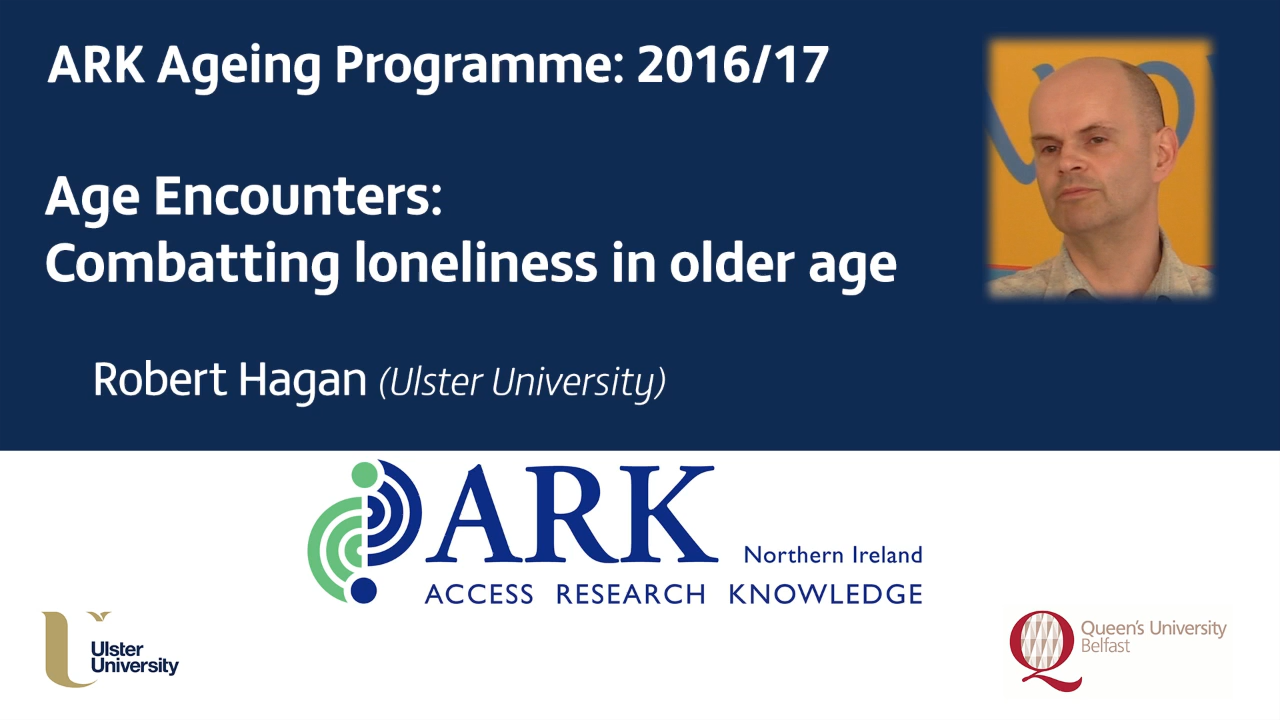 ARK Ageing Programme: 2016/17
Age Encounters:
Combatting loneliness in older age
Robert Hagan (Ulster University)
ARK
Northern Ireland
ACCESS RESEARCH KNOWLEDGE
Ulster
University
Queen's University
Belfast